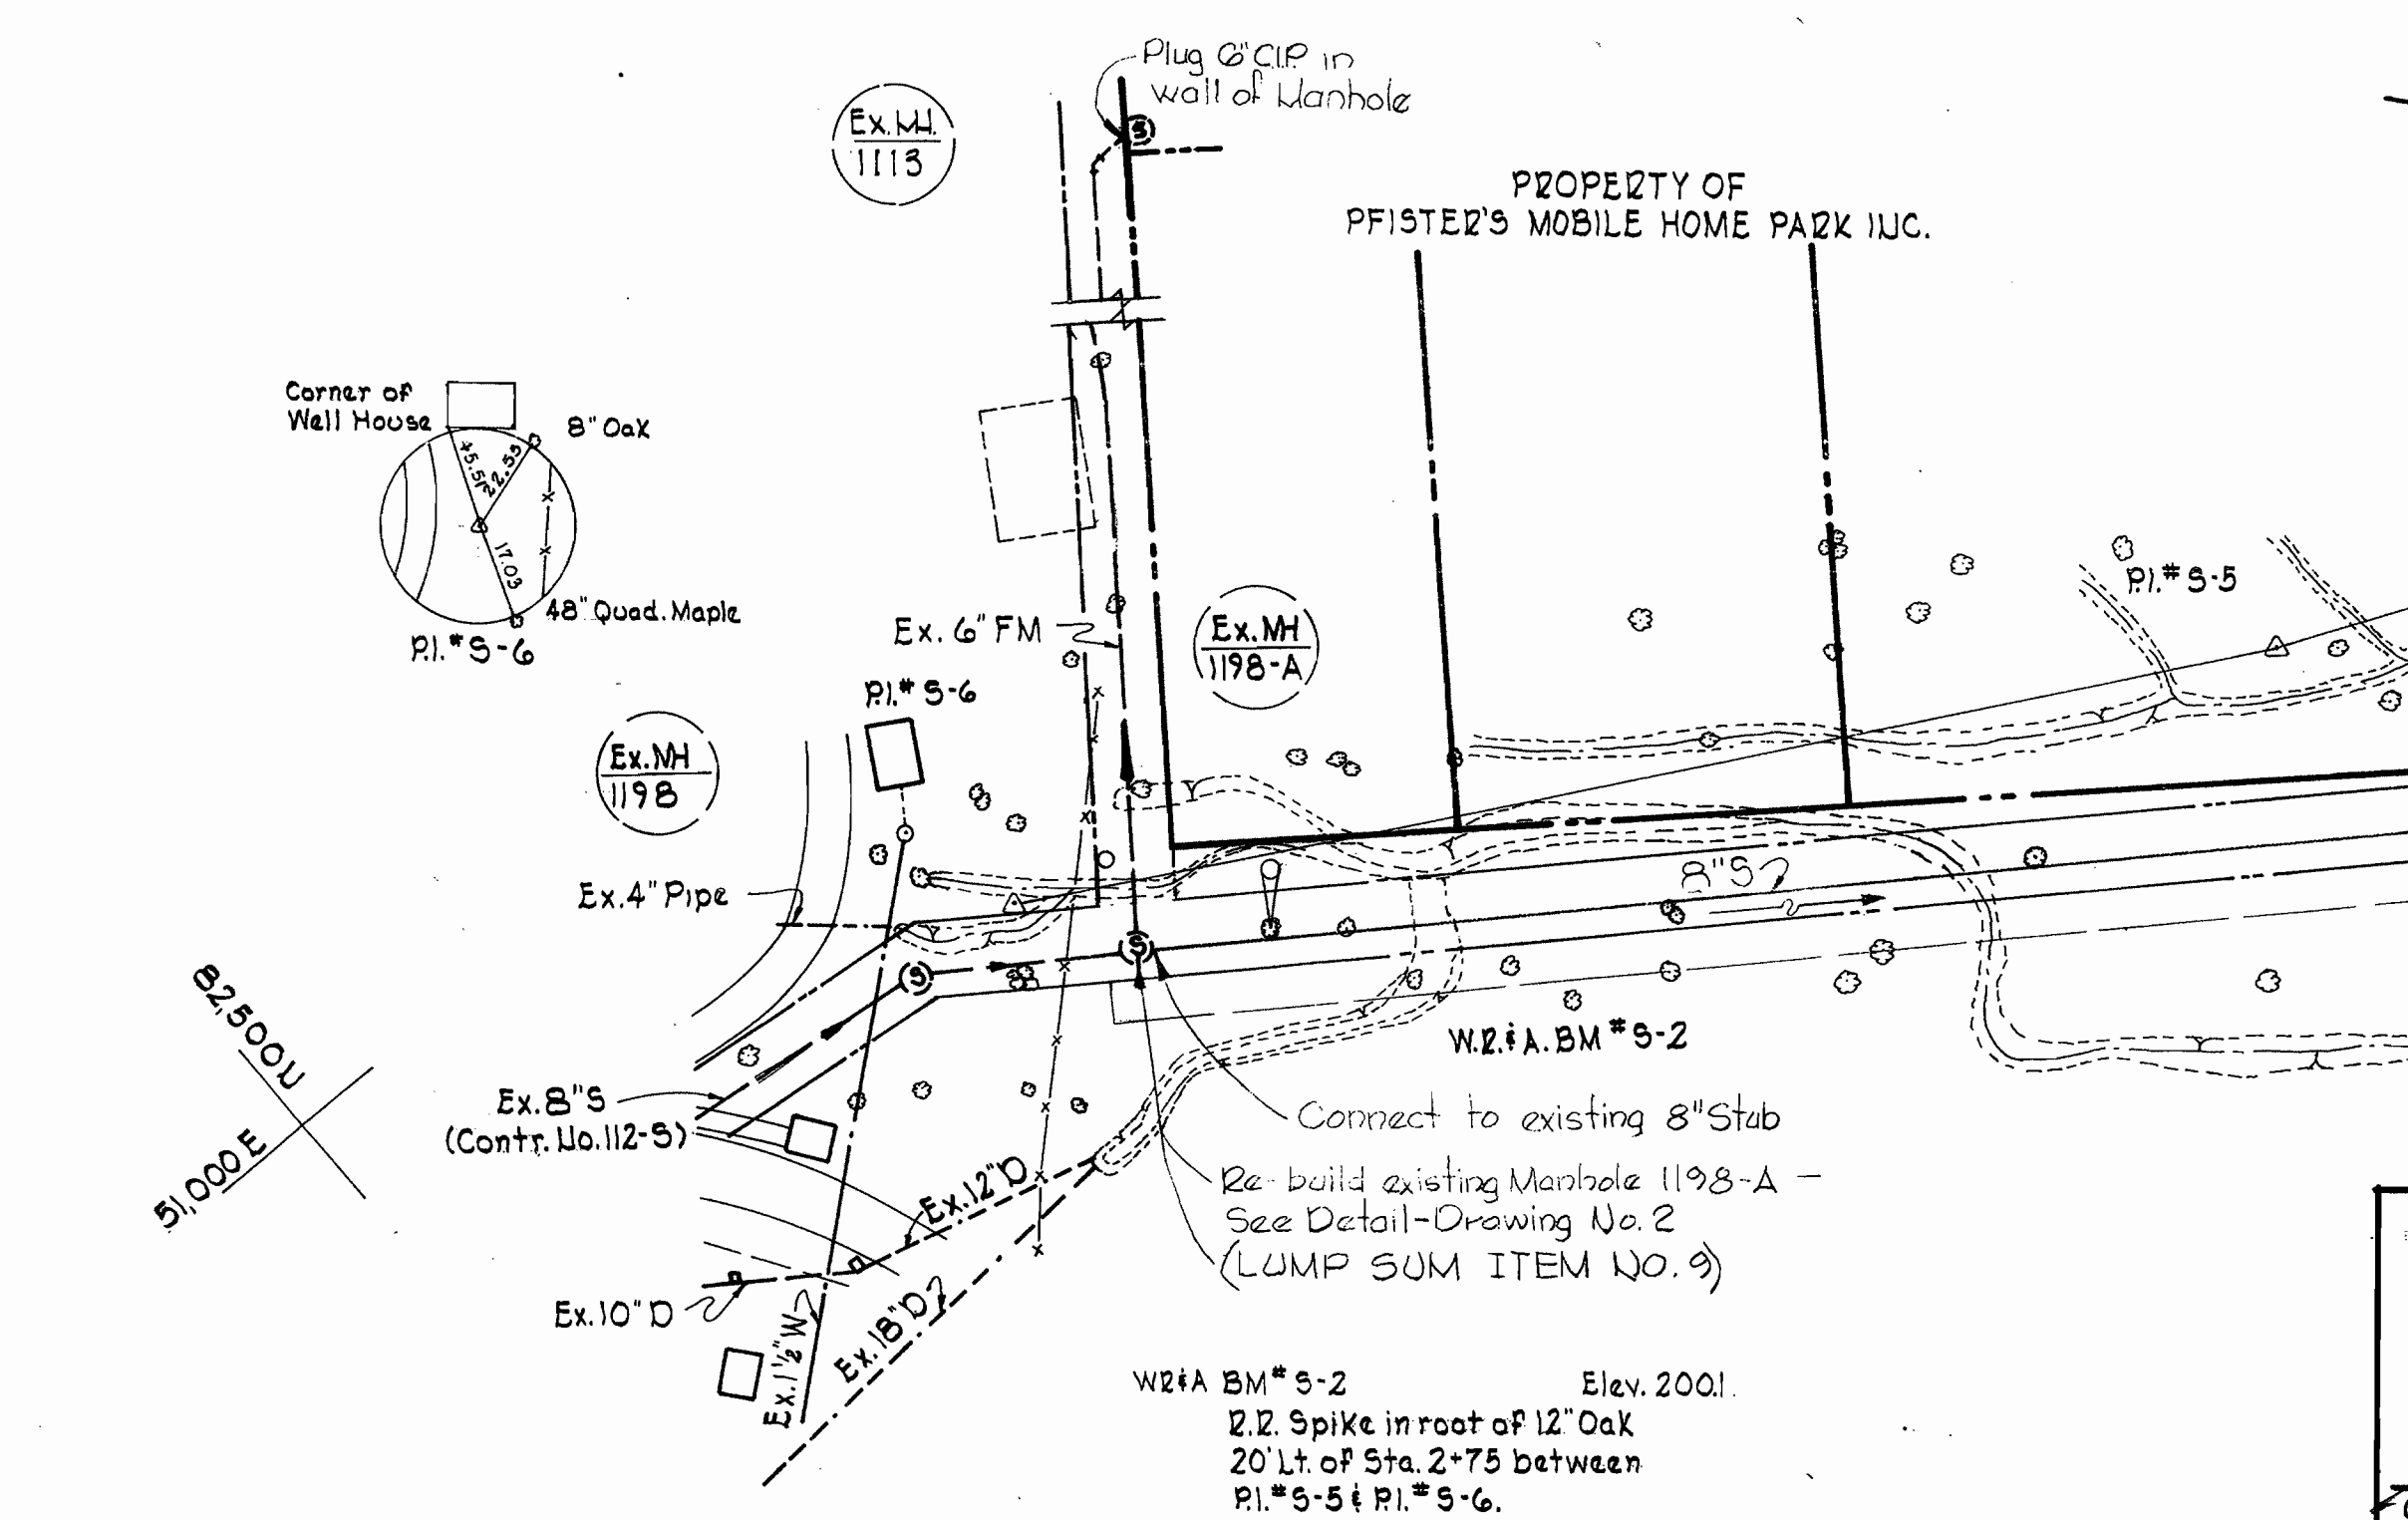 Plug 6" C.I.P. in
wall of Manhole
Ex. MH.
1113
PROPERTY OF
PFISTER'S MOBILE HOME PARK INC.
Corner of
Well House
8" Oak
22.53
17.03
48" Quad. Maple
P.I. # S-6
P.I. # S-5
Ex. 6" FM
Ex. MH
1198-A
P.I. # S-6
Ex. MH
1198
Ex. 4" Pipe
8" S
S
S
S
W.R. & A. BM # S-2
82,500 N
51,000 E
Ex. 8" S
(Contr. No. 112-S)
Connect to existing 8" Stub
Re-build existing Manhole 1198-A —
See Detail-Drawing No. 2
(LUMP SUM ITEM NO. 9)
Ex. 12" D
Ex. 10" D
Ex. 1 1/2" W
Ex. 18" D
WR & A BM # S-2 Elev. 200.1
R.R. Spike in root of 12" Oak
20' Lt. of Sta. 2+75 between
P.I. # S-5 & P.I. # S-6.